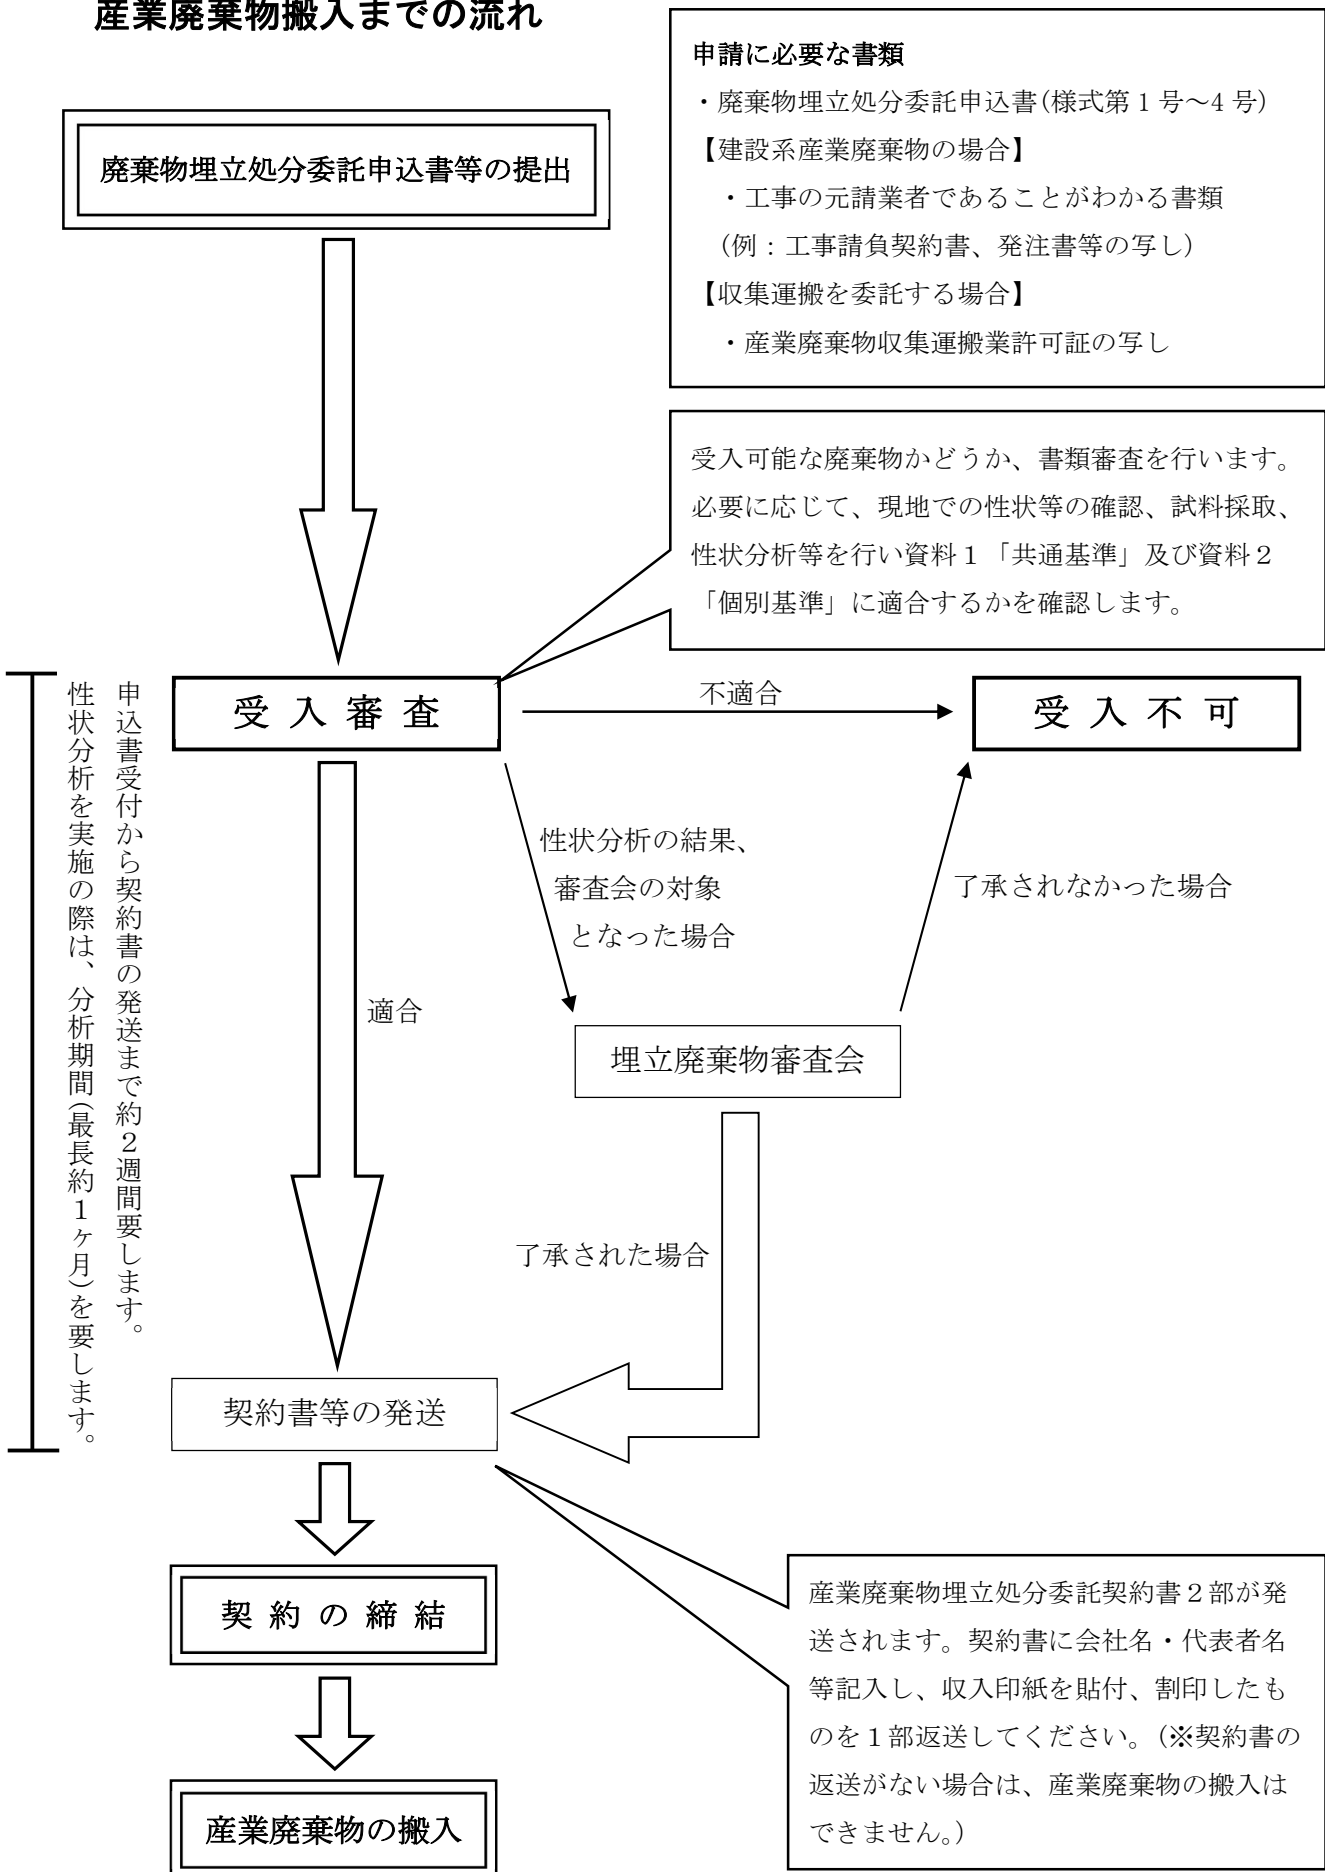 産業廃棄物搬入までの流れ
申請に必要な書類
・廃棄物埋立処分委託申込書(様式第1号～4号)
【建設系産業廃棄物の場合】
・工事の元請業者であることがわかる書類
(例：工事請負契約書、発注書等の写し)
【収集運搬を委託する場合】
・産業廃棄物収集運搬業許可証の写し
廃棄物埋立処分委託申込書等の提出
受入可能な廃棄物かどうか、書類審査を行います。
必要に応じて、現地での性状等の確認、試料採取、
性状分析等を行い資料１「共通基準」及び資料２
「個別基準」に適合するかを確認します。
申込書受付から契約書の発送まで約２週間要します。
性状分析を実施の際は、分析期間(最長約１ヶ月)を要します。
受 入 審 査
不適合
受 入 不 可
性状分析の結果、
審査会の対象
となった場合
了承されなかった場合
適合
埋立廃棄物審査会
了承された場合
契約書等の発送
契 約 の 締 結
産業廃棄物埋立処分委託契約書２部が発
送されます。契約書に会社名・代表者名
等記入し、収入印紙を貼付、割印したも
のを１部返送してください。(※契約書の
返送がない場合は、産業廃棄物の搬入は
できません。)
産業廃棄物の搬入